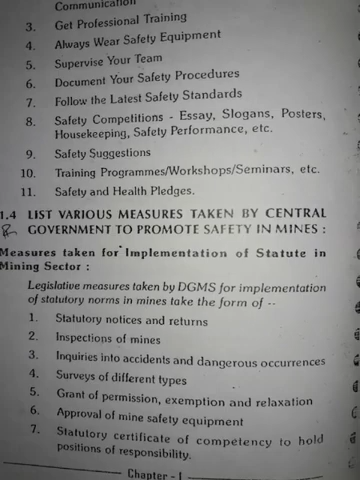 Communication
3. Get Professional Training
4. Always Wear Safety Equipment
5. Supervise Your Team
6. Document Your Safety Procedures
7. Follow the Latest Safety Standards
8. Safety Competitions - Essay, Slogans, Posters,
Housekeeping, Safety Performance, etc.
9. Safety Suggestions
10. Training Programmes/Workshops/Seminars, etc.
11. Safety and Health Pledges.
1.4 LIST VARIOUS MEASURES TAKEN BY CENTRAL
GOVERNMENT TO PROMOTE SAFETY IN MINES :
Measures taken for Implementation of Statute in
Mining Sector :
Legislative measures taken by DGMS for implementation
of statutory norms in mines take the form of --
1. Statutory notices and returns
2. Inspections of mines
3. Inquiries into accidents and dangerous occurrences
4. Surveys of different types
5. Grant of permission, exemption and relaxation
6. Approval of mine safety equipment
7. Statutory certificate of competency to hold
positions of responsibility.
Chapter - I